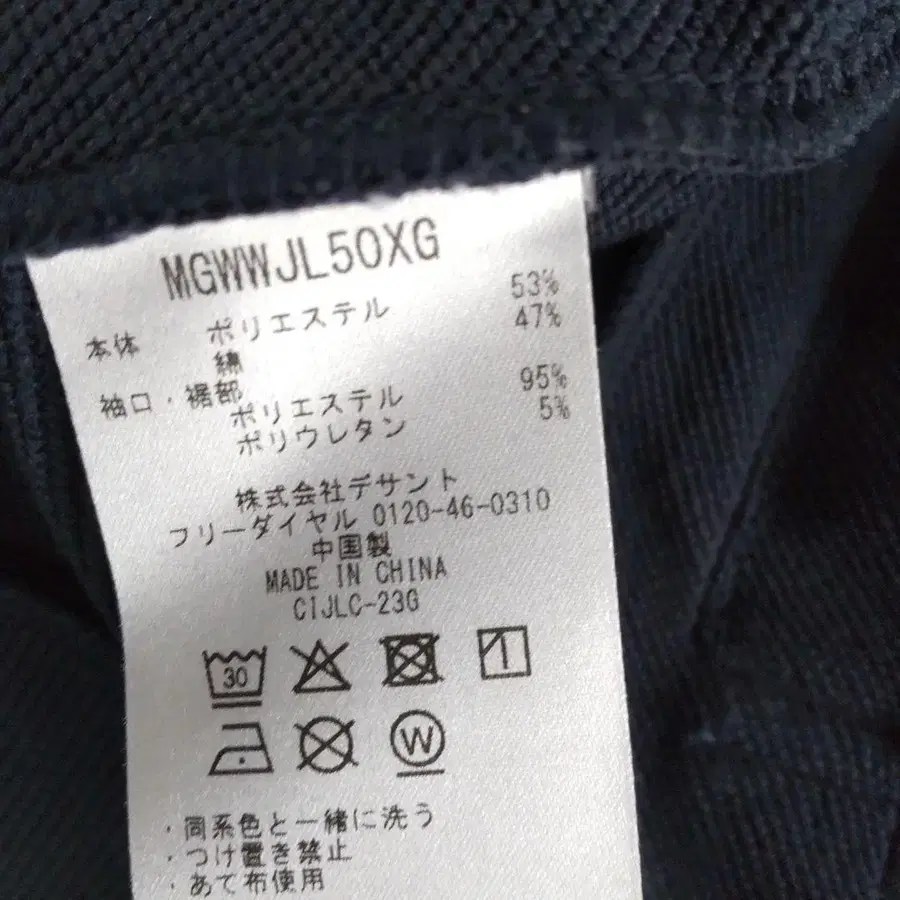 MGWWJL50XG
本体 ポリエステル 53%
綿 47%
袖口・裾部
ポリエステル 95%
ポリウレタン 5%
株式会社デサント
フリーダイヤル 0120-46-0310
中国製
MADE IN CHINA
CIJLC-23G
30
W
・同系色と一緒に洗う
・つけ置き禁止
・あて布使用